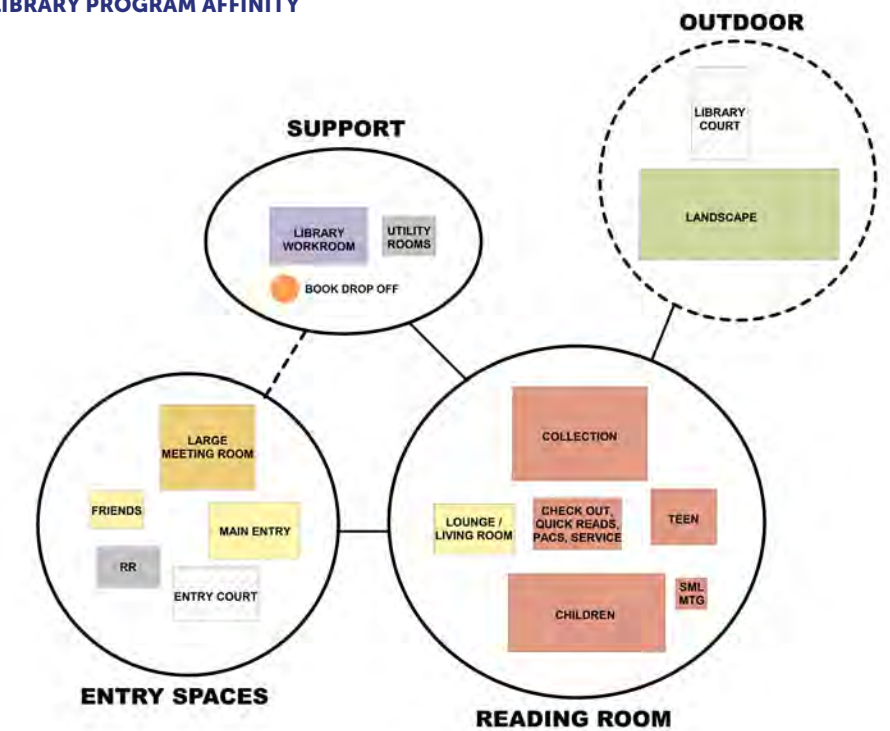 LIBRARY PROGRAM AFFINITY
OUTDOOR
LIBRARY
COURT
LANDSCAPE
SUPPORT
LIBRARY
WORKROOM
UTILITY
ROOMS
BOOK DROP OFF
LARGE
MEETING ROOM
FRIENDS
MAIN ENTRY
RR
ENTRY COURT
ENTRY SPACES
COLLECTION
LOUNGE /
LIVING ROOM
CHECK OUT,
QUICK READS,
PACS, SERVICE
TEEN
SML
MTG
CHILDREN
READING ROOM